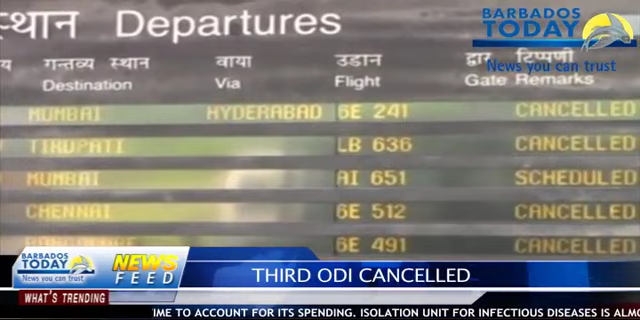 स्थान Departures
BARBADOS
TODAY
News you can trust
य गन्तव्य स्थान वाया उडान द्वार टिप्पणी
Destination Via Flight Gate Remarks
MUMBAI HYDERABAD 6E 241 CANCELLED
TIRUPATI LB 636 CANCELLED
MUMBAI AI 651 SCHEDULED
CHENNAI 6E 512 CANCELLED
6E 491 CANCELLED
BARBADOS
TODAY
News you can trust
NEWS
FEED
THIRD ODI CANCELLED
WHAT'S TRENDING
IME TO ACCOUNT FOR ITS SPENDING. ISOLATION UNIT FOR INFECTIOUS DISEASES IS ALM